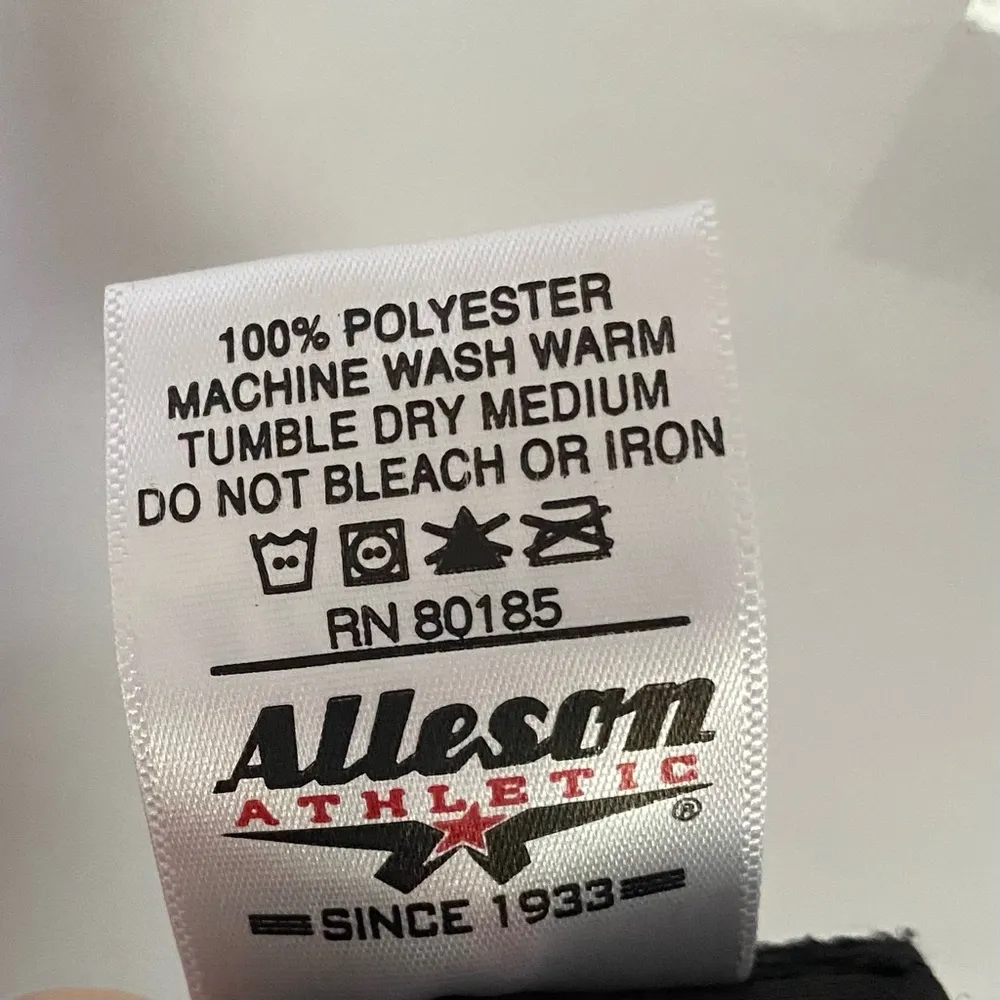 100% POLYESTER
MACHINE WASH WARM
TUMBLE DRY MEDIUM
DO NOT BLEACH OR IRON
RN 80185
Alleson
ATHLETIC
®
SINCE 1933